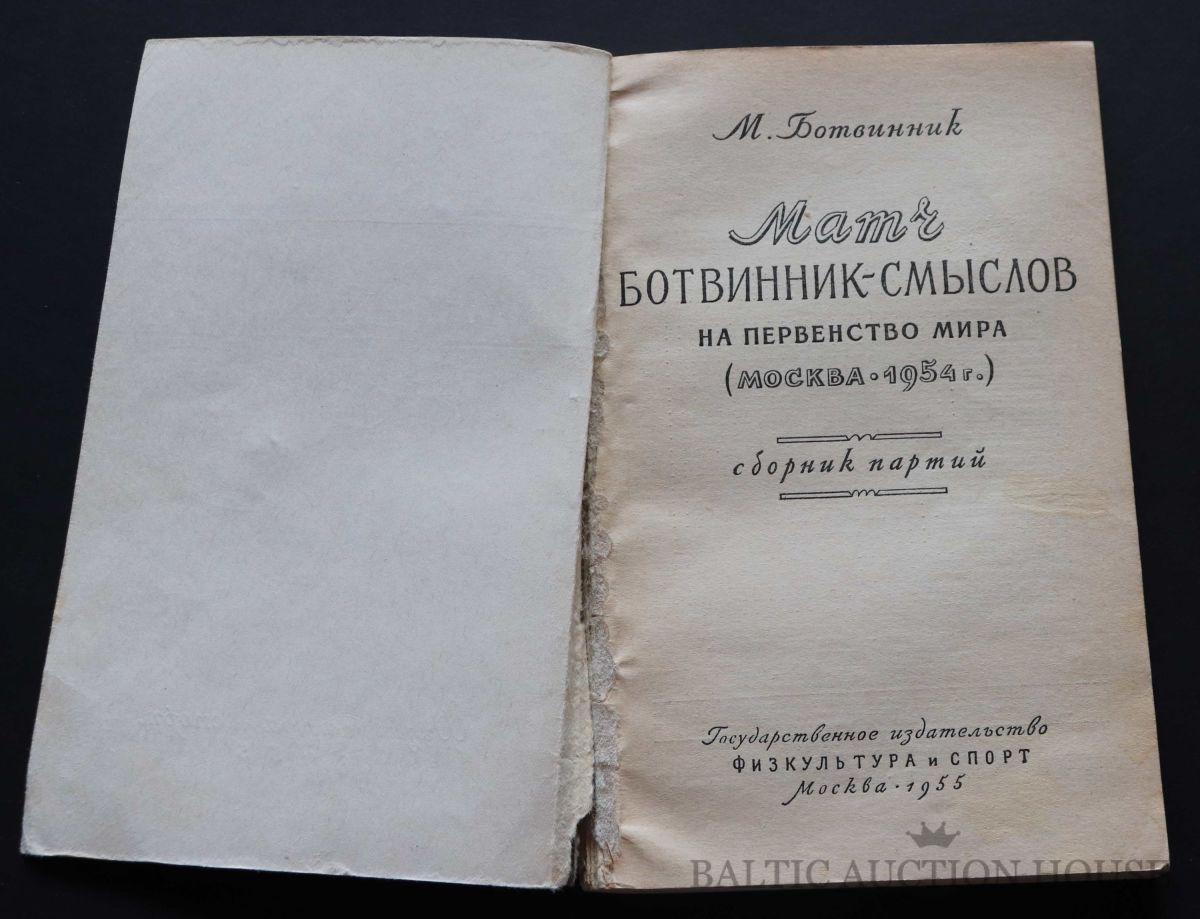 М. Ботвинник
Матч
БОТВИННИК-СМЫСЛОВ
НА ПЕРВЕНСТВО МИРА
(МОСКВА · 1954 г.)
сборник партий
Государственное издательство
ФИЗКУЛЬТУРА и СПОРТ
Москва · 1955
BALTIC AUCTION HOUSE